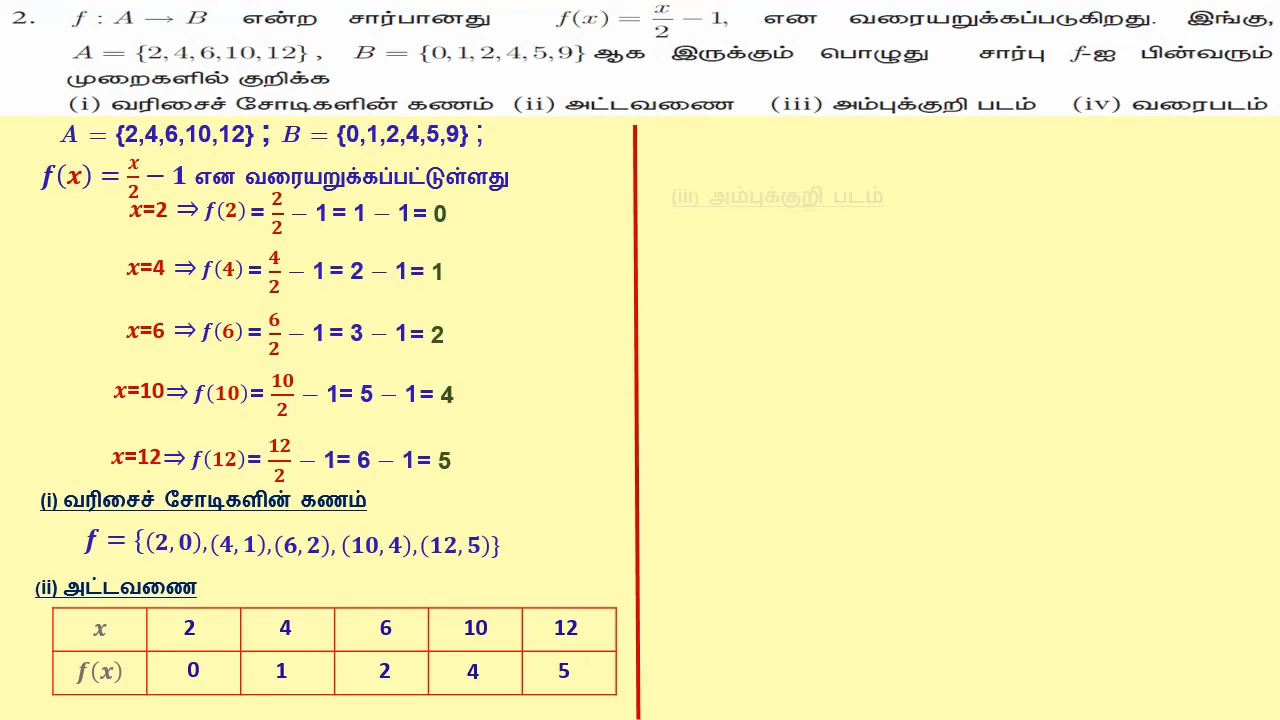 2. f : A → B என்ற சார்பானது f(x) = x/2 − 1, என வரையறுக்கப்படுகிறது. இங்கு,
A = {2, 4, 6, 10, 12} , B = {0, 1, 2, 4, 5, 9} ஆக இருக்கும் பொழுது சார்பு f-ஐ பின்வரும்
முறைகளில் குறிக்க
(i) வரிசைச் சோடிகளின் கணம் (ii) அட்டவணை (iii) அம்புக்குறி படம் (iv) வரைபடம்
A = {2,4,6,10,12} ; B = {0,1,2,4,5,9} ;
f(x) = x/2 − 1 என வரையறுக்கப்பட்டுள்ளது
x=2 ⇒ f(2) = 2/2 − 1 = 1 − 1 = 0
x=4 ⇒ f(4) = 4/2 − 1 = 2 − 1 = 1
x=6 ⇒ f(6) = 6/2 − 1 = 3 − 1 = 2
x=10 ⇒ f(10) = 10/2 − 1 = 5 − 1 = 4
x=12 ⇒ f(12) = 12/2 − 1 = 6 − 1 = 5
(i) வரிசைச் சோடிகளின் கணம்
f = {(2, 0), (4, 1), (6, 2), (10, 4), (12, 5)}
(ii) அட்டவணை
x 2 4 6 10 12
f(x) 0 1 2 4 5
(iii) அம்புக்குறி படம்